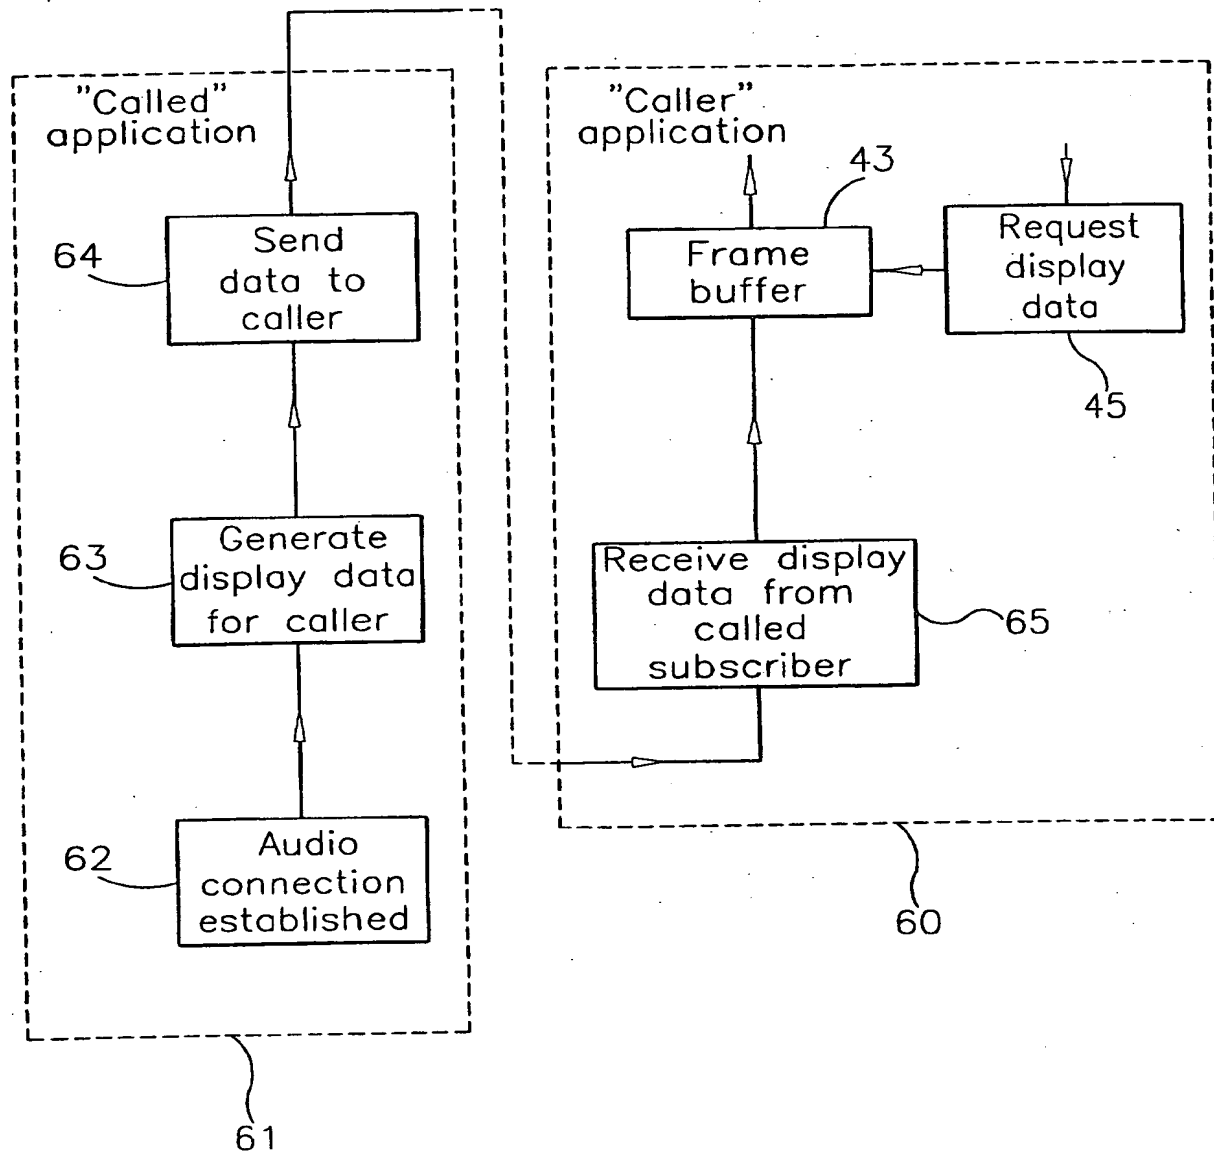 "Called"
application
64
Send
data to
caller
63
Generate
display data
for caller
62
Audio
connection
established
61
"Caller"
application
43
Frame
buffer
Request
display
data
45
Receive display
data from
called
subscriber
65
60